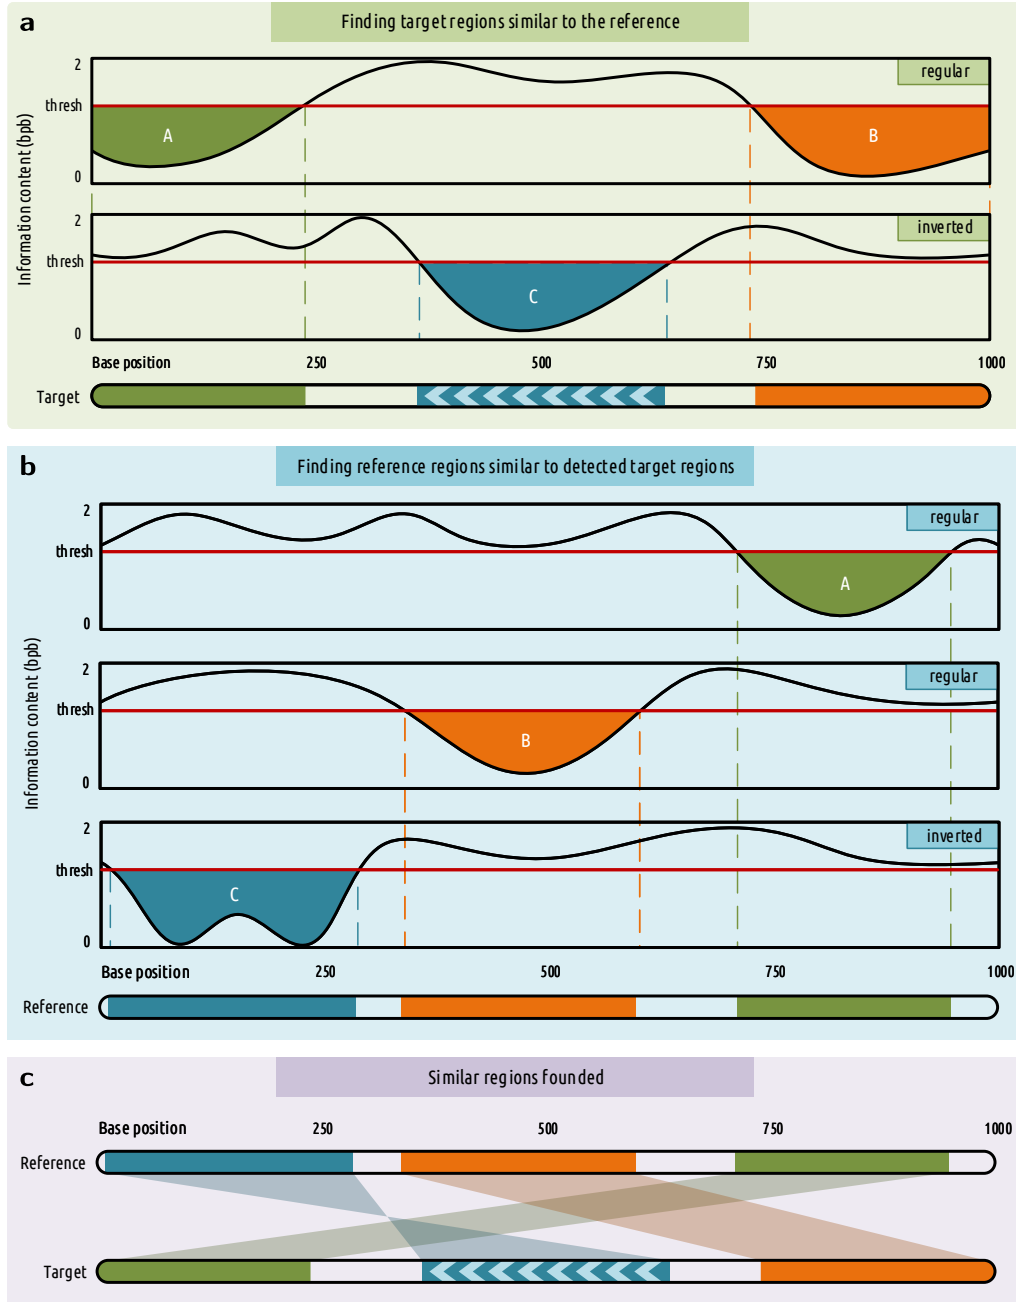 a
Finding target regions similar to the reference
Information content (bpb)
2
thresh
0
regular
A
B
2
thresh
0
inverted
C
Base position 250 500 750 1000
Target
b
Finding reference regions similar to detected target regions
Information content (bpb)
2
thresh
0
regular
A
2
thresh
0
regular
B
2
thresh
0
inverted
C
Base position 250 500 750 1000
Reference
c
Similar regions founded
Base position 250 500 750 1000
Reference
Target